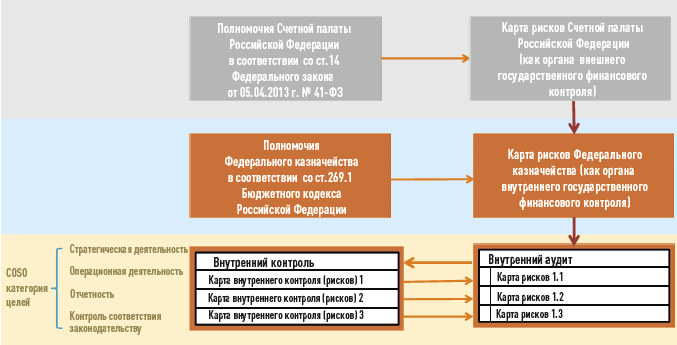 Полномочия Счетной палаты
Российской Федерации
в соответствии со ст.14
Федерального закона
от 05.04.2013 г. № 41-ФЗ
Карта рисков Счетной палаты
Российской Федерации
(как органа внешнего
государственного финансового
контроля)
Полномочия
Федерального казначейства
в соответствии со ст.269.1
Бюджетного кодекса
Российской Федерации
Карта рисков Федерального
казначейства (как органа
внутреннего государственного
финансового контроля)
COSO
категория
целей
Стратегическая деятельность
Операционная деятельность
Отчетность
Контроль соответствия
законодательству
Внутренний контроль
Карта внутреннего контроля (рисков) 1
Карта внутреннего контроля (рисков) 2
Карта внутреннего контроля (рисков) 3
Внутренний аудит
Карта рисков 1.1
Карта рисков 1.2
Карта рисков 1.3